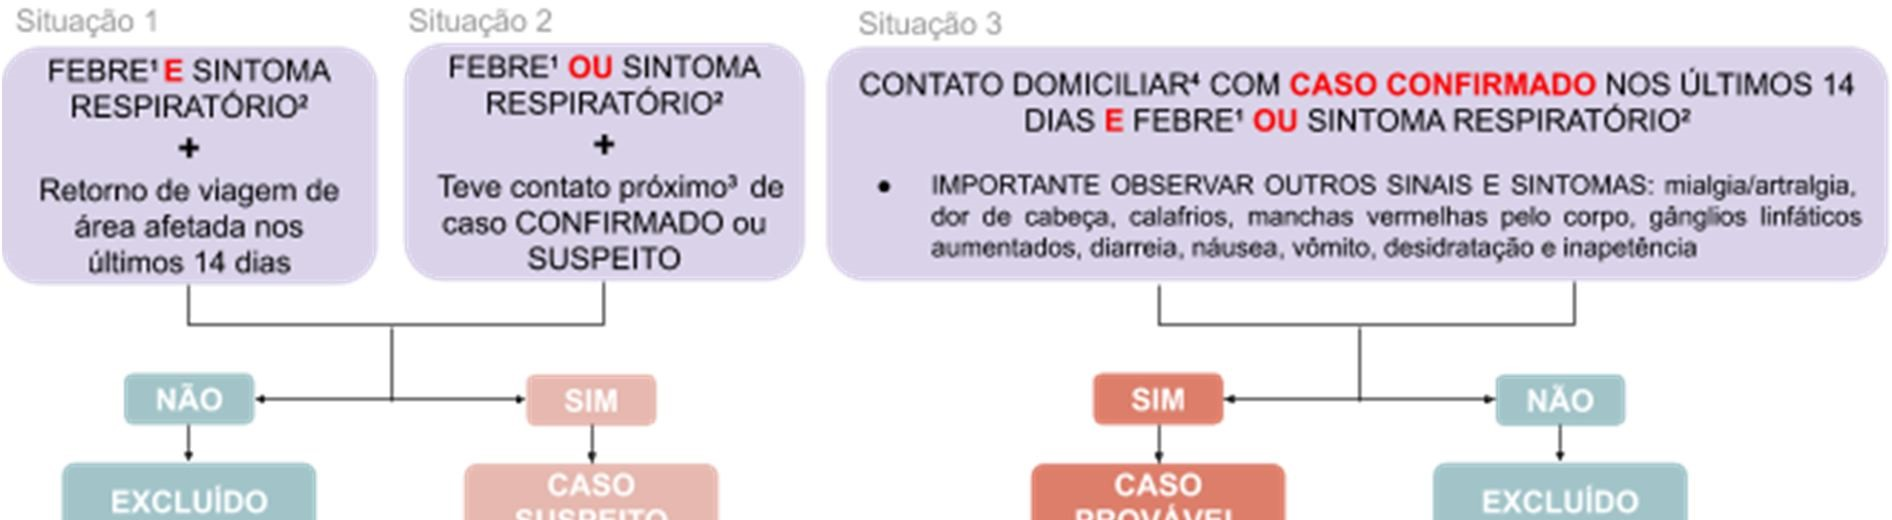 Situação 1
FEBRE¹ E SINTOMA
RESPIRATÓRIO²
+
Retorno de viagem de
área afetada nos
últimos 14 dias
Situação 2
FEBRE¹ OU SINTOMA
RESPIRATÓRIO²
+
Teve contato próximo³ de
caso CONFIRMADO ou
SUSPEITO
Situação 3
CONTATO DOMICILIAR⁴ COM CASO CONFIRMADO NOS ÚLTIMOS 14
DIAS E FEBRE¹ OU SINTOMA RESPIRATÓRIO²
● IMPORTANTE OBSERVAR OUTROS SINAIS E SINTOMAS: mialgia/artralgia,
dor de cabeça, calafrios, manchas vermelhas pelo corpo, gânglios linfáticos
aumentados, diarreia, náusea, vômito, desidratação e inapetência
NÃO
SIM
SIM
NÃO
EXCLUÍDO
CASO
SUSPEITO
CASO
PROVÁVEL
EXCLUÍDO